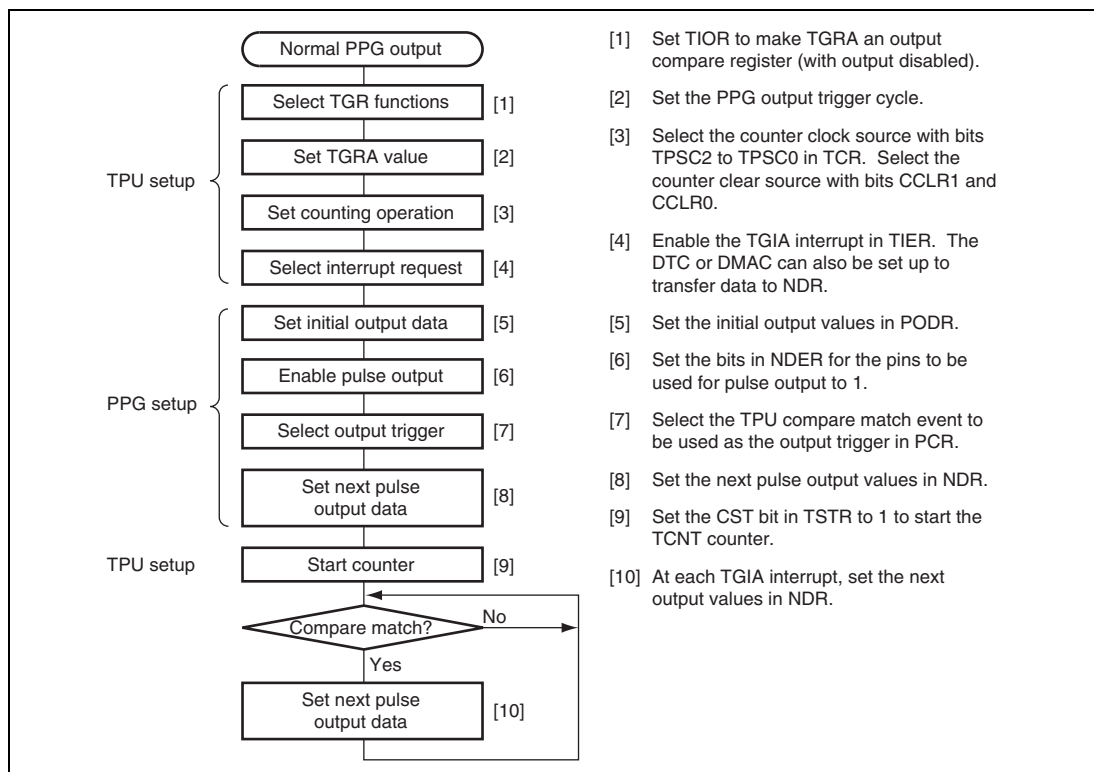 Normal PPG output
TPU setup
Select TGR functions [1]
Set TGRA value [2]
Set counting operation [3]
Select interrupt request [4]
PPG setup
Set initial output data [5]
Enable pulse output [6]
Select output trigger [7]
Set next pulse
output data
[8]
TPU setup
Start counter [9]
Compare match?
No
Yes
Set next pulse
output data
[10]
[1] Set TIOR to make TGRA an output
compare register (with output disabled).
[2] Set the PPG output trigger cycle.
[3] Select the counter clock source with bits
TPSC2 to TPSC0 in TCR. Select the
counter clear source with bits CCLR1 and
CCLR0.
[4] Enable the TGIA interrupt in TIER. The
DTC or DMAC can also be set up to
transfer data to NDR.
[5] Set the initial output values in PODR.
[6] Set the bits in NDER for the pins to be
used for pulse output to 1.
[7] Select the TPU compare match event to
be used as the output trigger in PCR.
[8] Set the next pulse output values in NDR.
[9] Set the CST bit in TSTR to 1 to start the
TCNT counter.
[10] At each TGIA interrupt, set the next
output values in NDR.